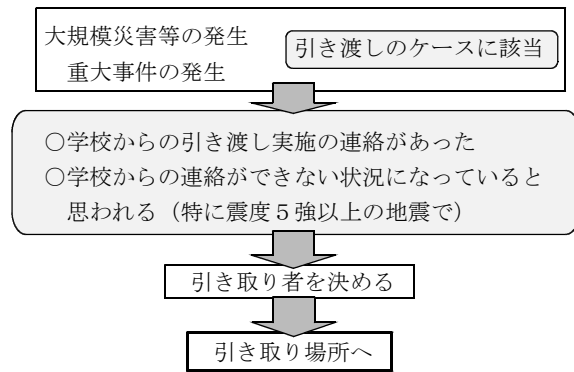 大規模災害等の発生
引き渡しのケースに該当
重大事件の発生
○学校からの引き渡し実施の連絡があった
○学校からの連絡ができない状況になっていると
思われる（特に震度５強以上の地震で）
引き取り者を決める
引き取り場所へ